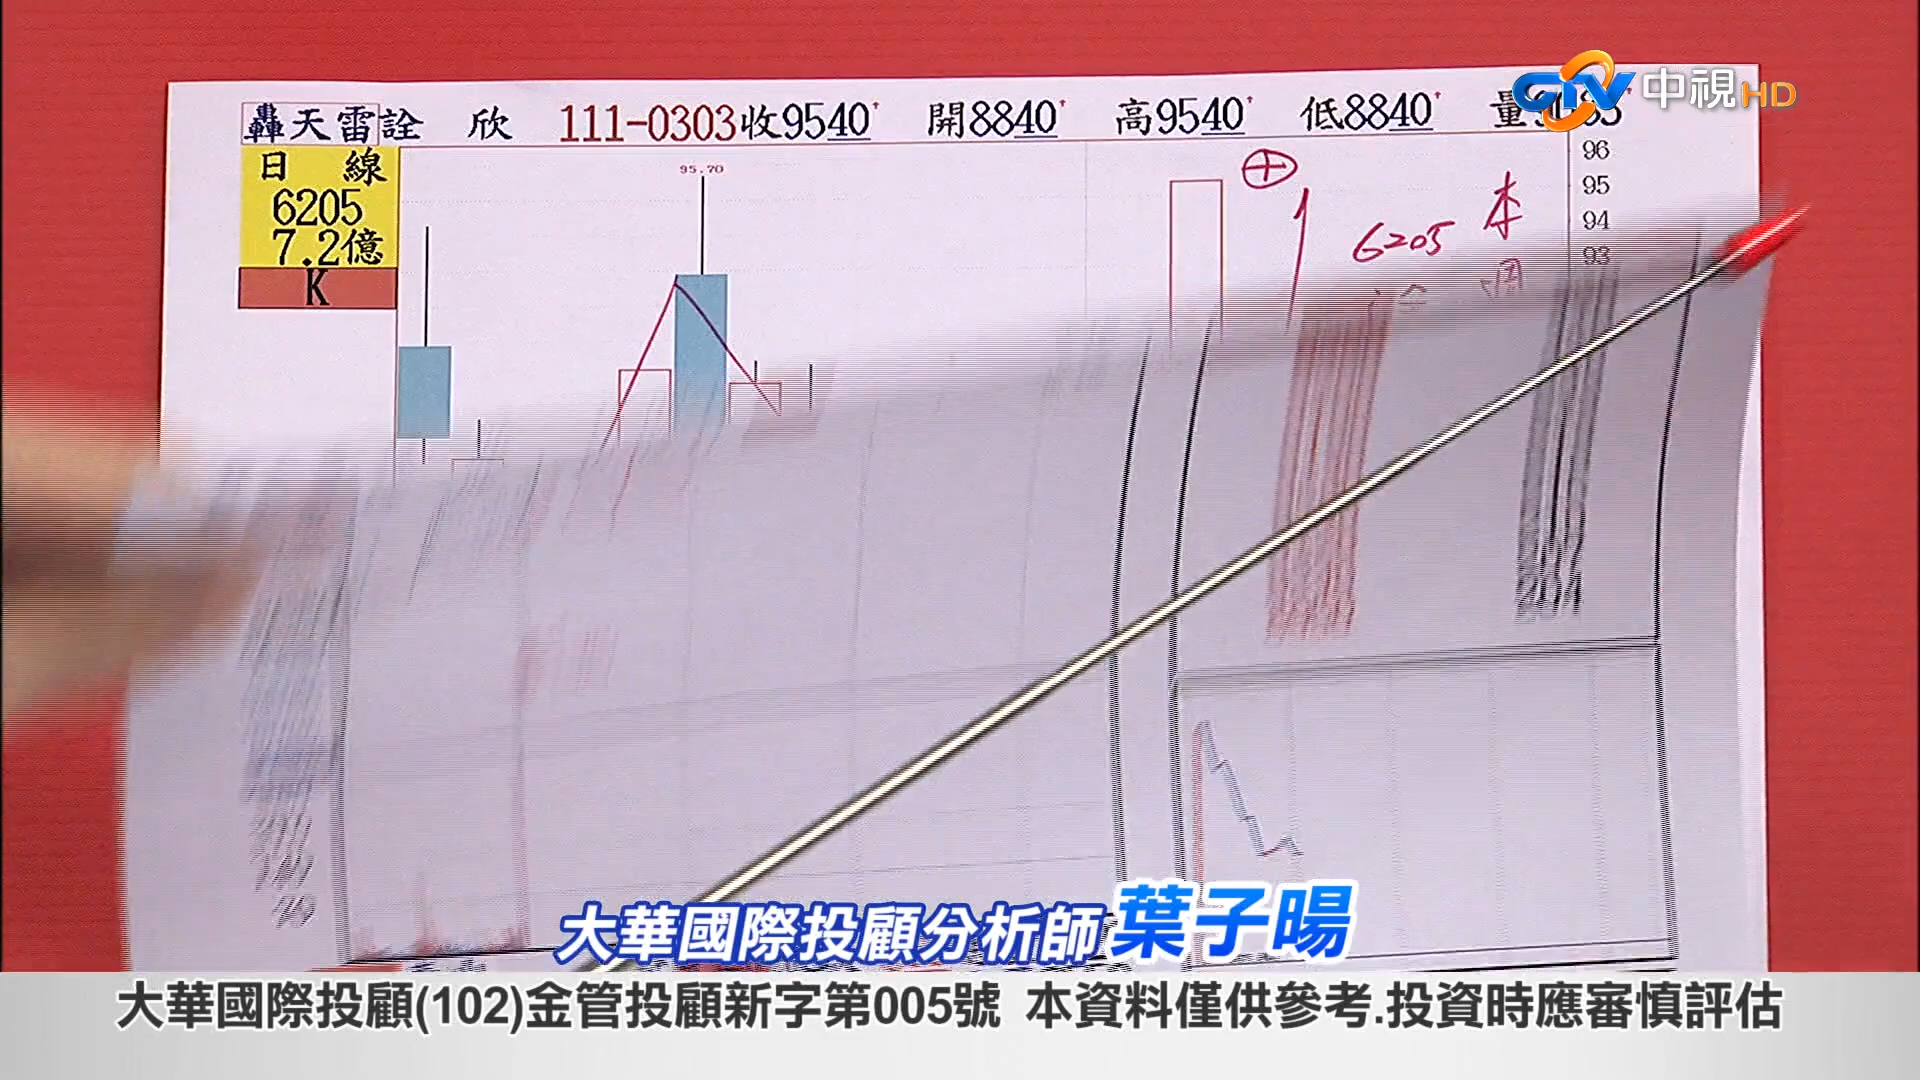 CTV 中視HD
轟天雷詮 欣 111-0303收9540↑ 開8840↑ 高9540↑ 低8840↑ 量
日 線
6205
7.2億
K
95.70
96
95
94
93
6205 本
大華國際投顧分析師 葉子暘
大華國際投顧(102)金管投顧新字第005號 本資料僅供參考.投資時應審慎評估